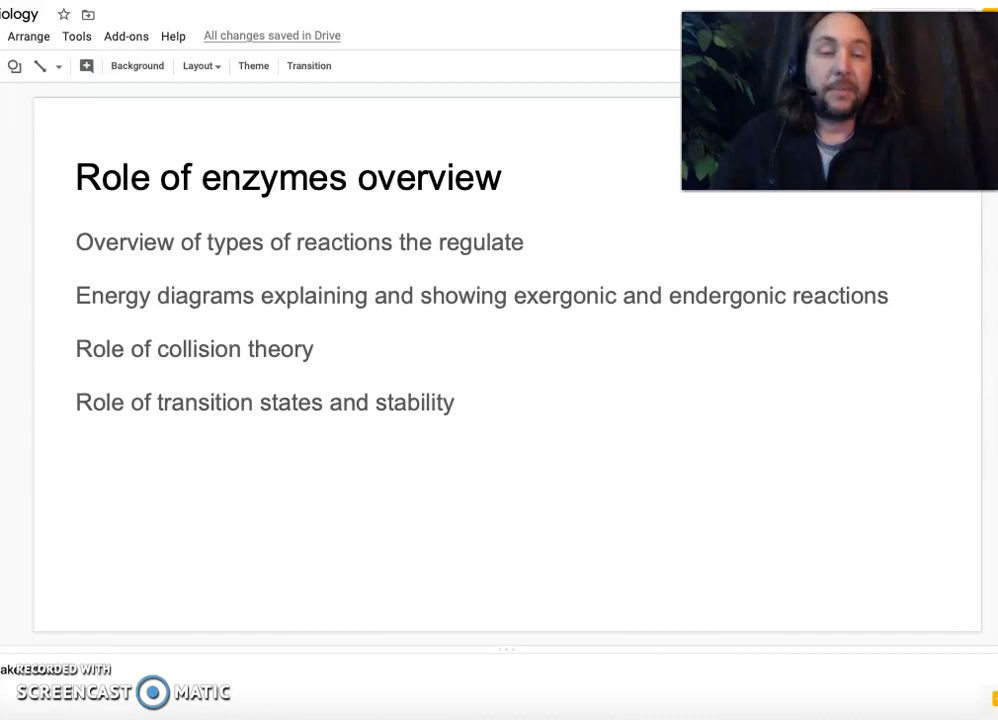 iology
Arrange Tools Add-ons Help All changes saved in Drive
Background Layout Theme Transition
Role of enzymes overview
Overview of types of reactions the regulate
Energy diagrams explaining and showing exergonic and endergonic reactions
Role of collision theory
Role of transition states and stability
RECORDED WITH
SCREENCAST MATIC